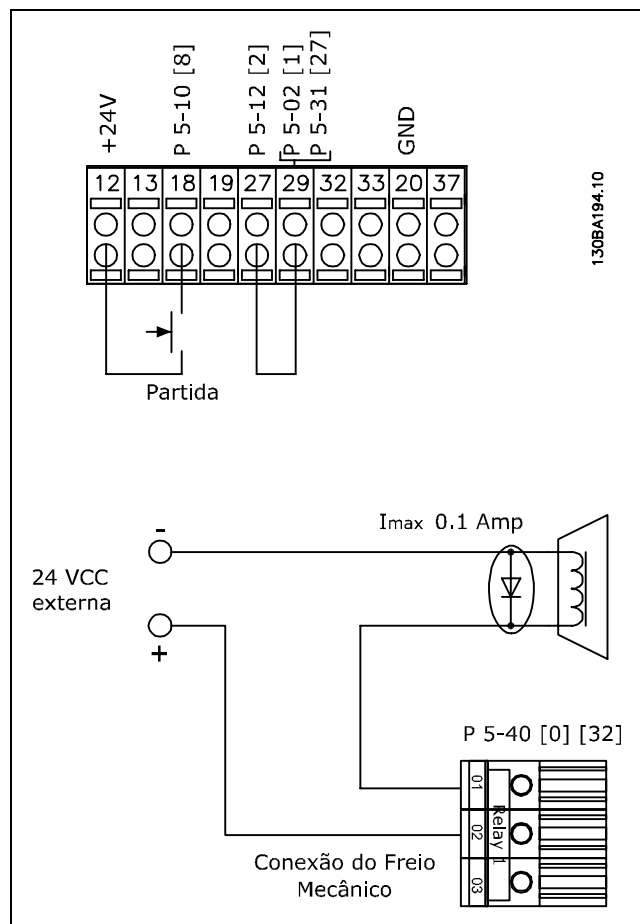 +24V
P 5-10 [8]
P 5-12 [2]
P 5-02 [1]
P 5-31 [27]
GND
12 13 18 19 27 29 32 33 20 37
130BA194.10
Partida
Imax 0.1 Amp
-
24 VCC
externa
+
P 5-40 [0] [32]
01
02
03
Relay 1
Conexão do Freio
Mecânico